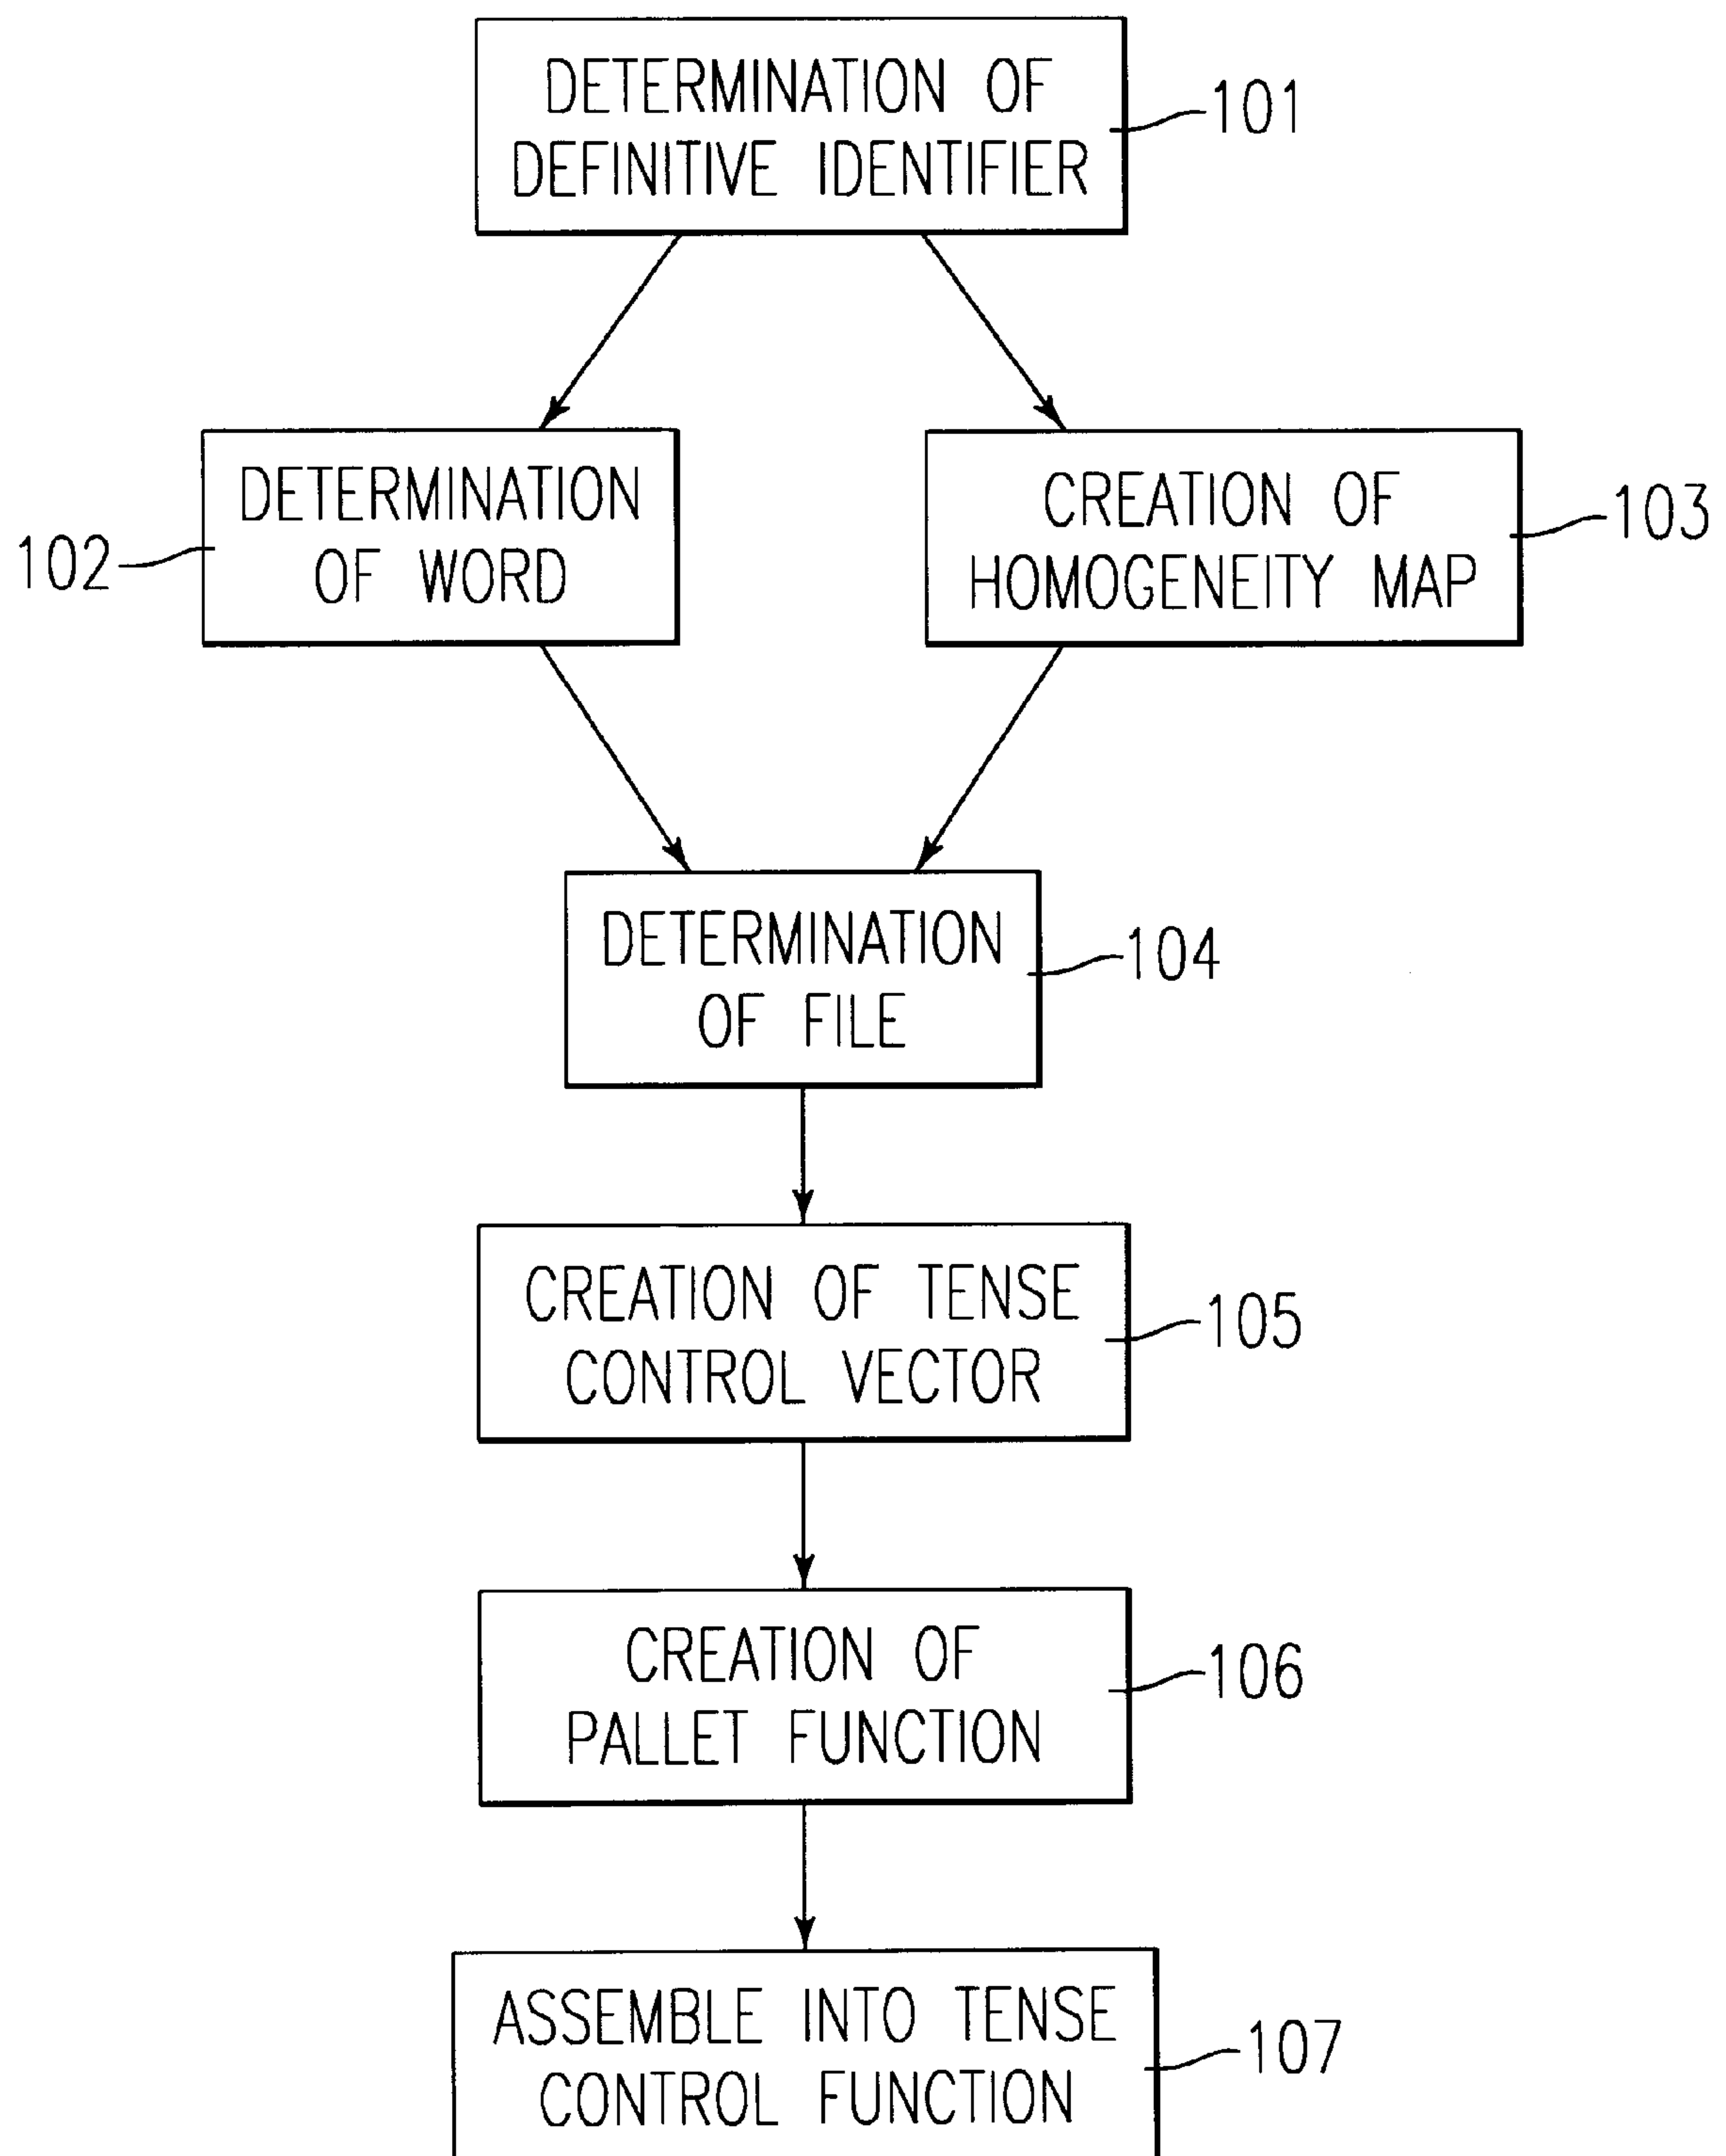 DETERMINATION OF
DEFINITIVE IDENTIFIER
101
DETERMINATION
OF WORD
102
CREATION OF
HOMOGENEITY MAP
103
DETERMINATION
OF FILE
104
CREATION OF TENSE
CONTROL VECTOR
105
CREATION OF
PALLET FUNCTION
106
ASSEMBLE INTO TENSE
CONTROL FUNCTION
107